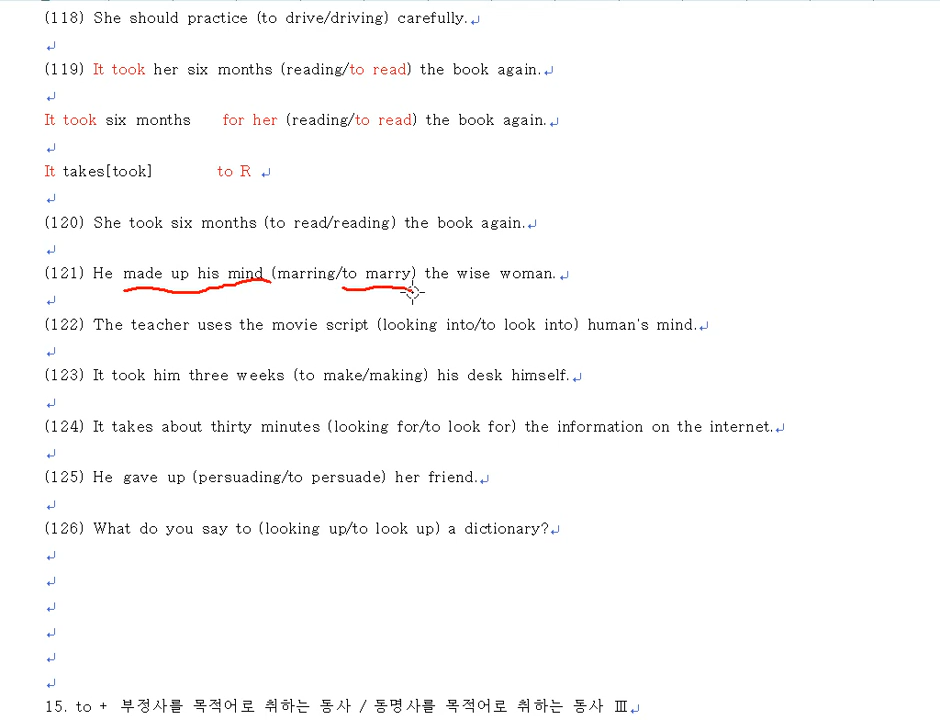 (118) She should practice (to drive/driving) carefully.
(119) It took her six months (reading/to read) the book again.
It took six months for her (reading/to read) the book again.
It takes[took] to R
(120) She took six months (to read/reading) the book again.
(121) He made up his mind (marring/to marry) the wise woman.
(122) The teacher uses the movie script (looking into/to look into) human's mind.
(123) It took him three weeks (to make/making) his desk himself.
(124) It takes about thirty minutes (looking for/to look for) the information on the internet.
(125) He gave up (persuading/to persuade) her friend.
(126) What do you say to (looking up/to look up) a dictionary?
15. to + 부정사를 목적어로 취하는 동사 / 동명사를 목적어로 취하는 동사 Ⅲ